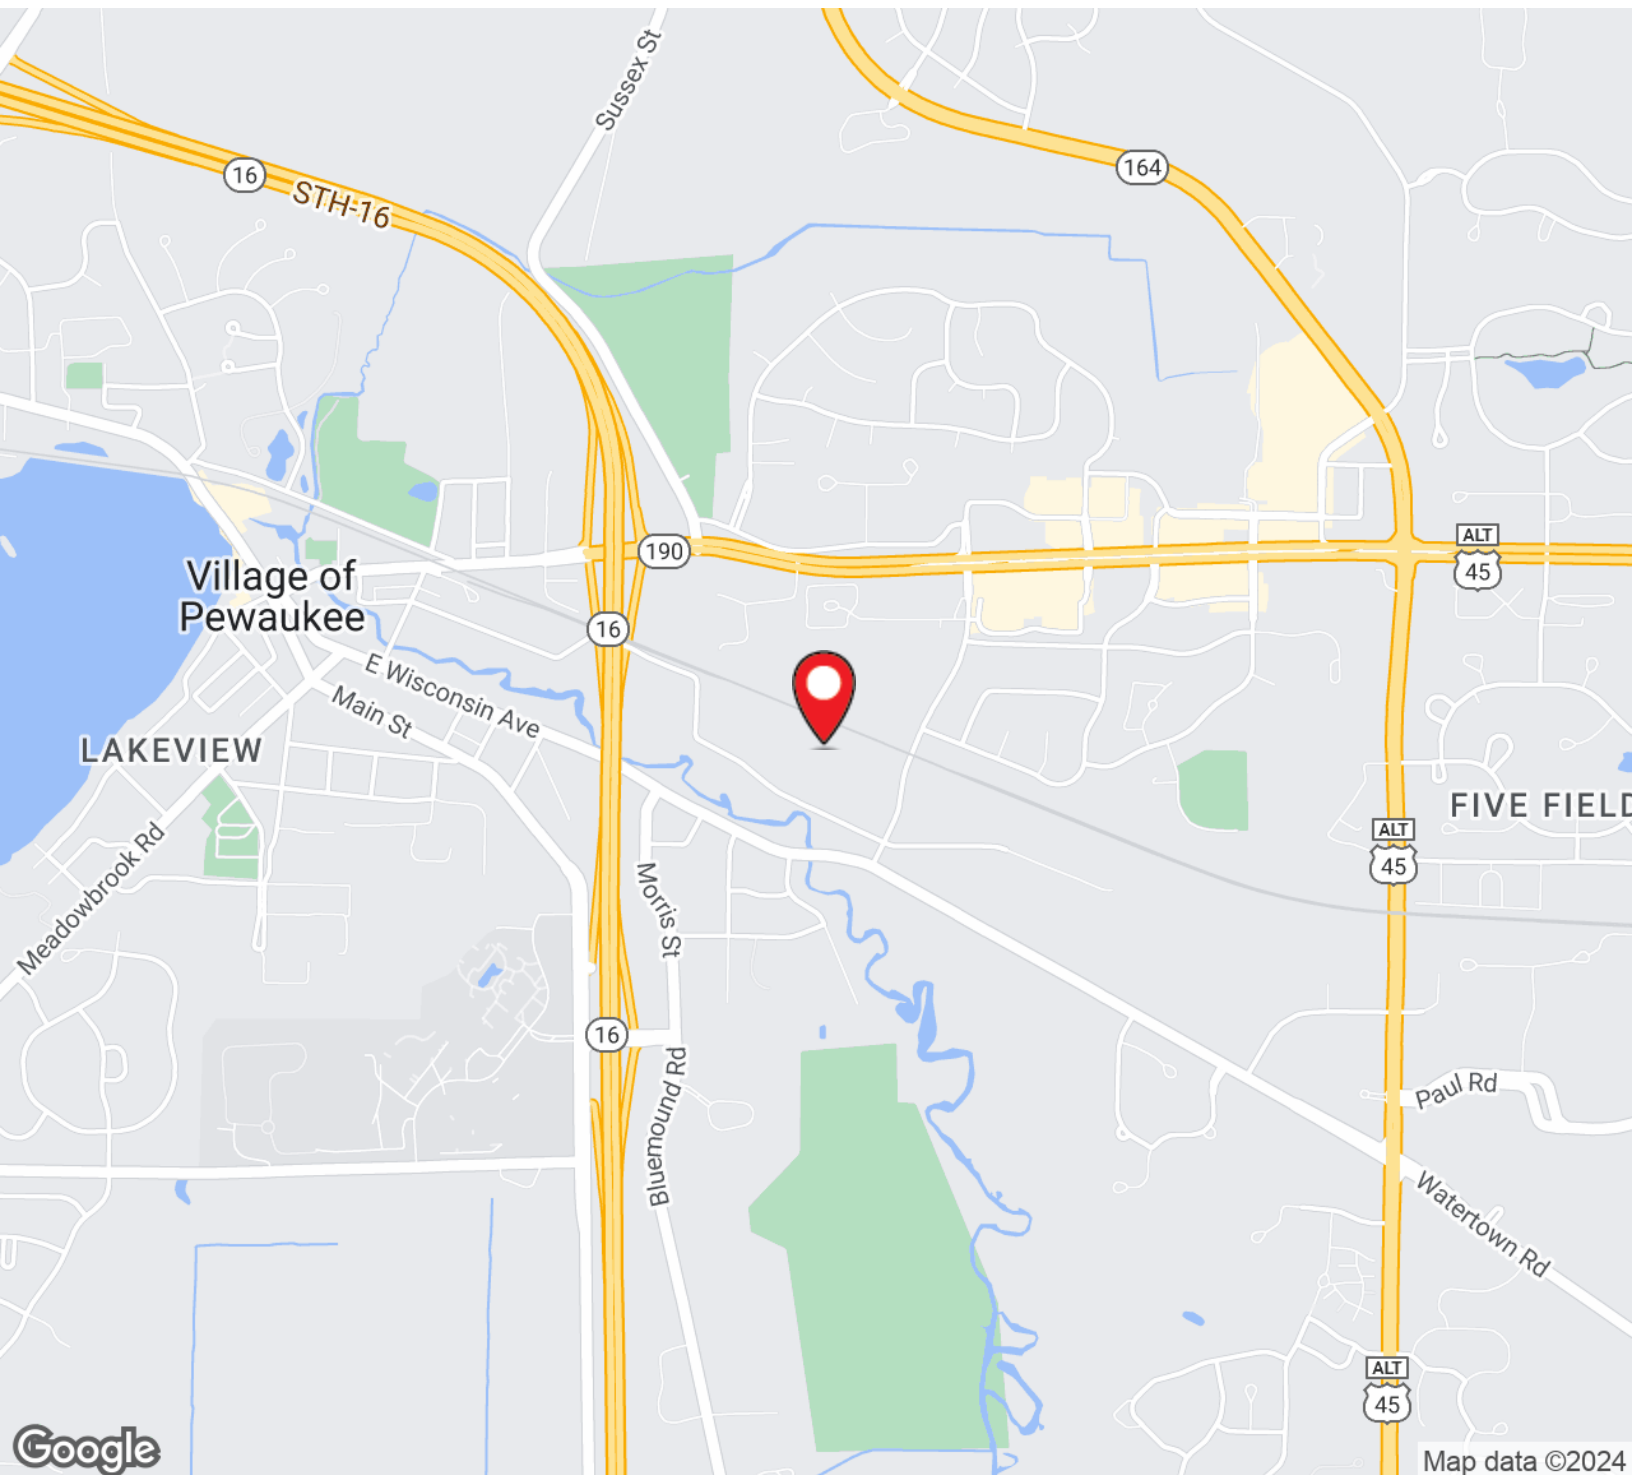 Sussex St
164
16
STH-16
ALT
45
190
Village of
Pewaukee
16
E Wisconsin Ave
Main St
LAKEVIEW
FIVE FIELD
ALT
45
Meadowbrook Rd
Morris St
16
Bluemound Rd
Paul Rd
Watertown Rd
ALT
45
Google
Map data ©2024